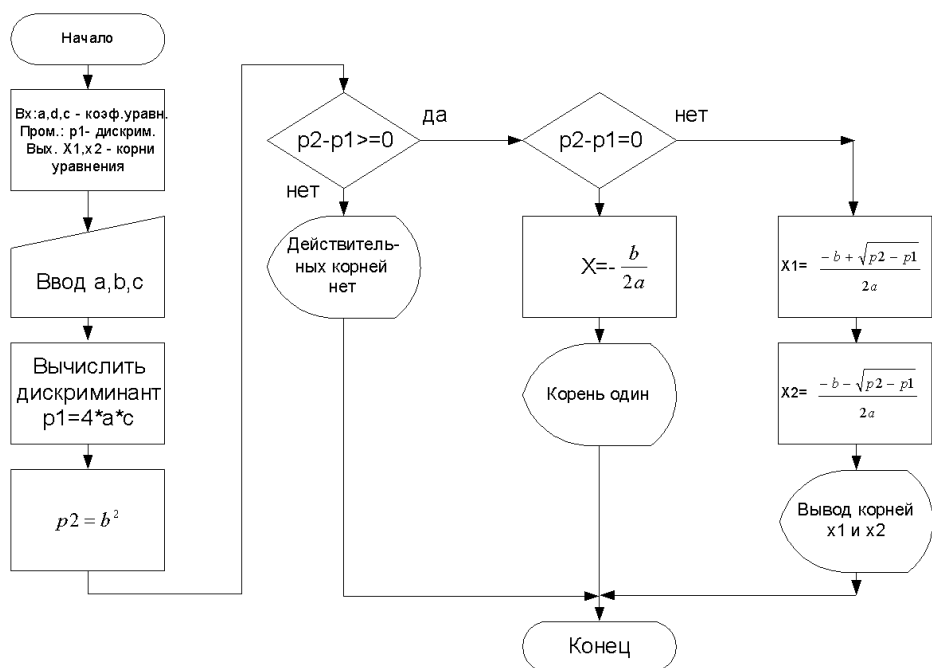 Начало
Вх:a,d,c - коэф.уравн.
Пром.: p1- дискрим.
Вых. X1,x2 - корни
уравнения
Ввод a,b,c
Вычислить
дискриминант
p1=4*a*c
p2 = b²
p2-p1>=0
да
нет
Действитель-
ных корней
нет
p2-p1=0
нет
X=- b/2a
Корень один
X1= -b + √p2 - p1 / 2a
X2= -b - √p2 - p1 / 2a
Вывод корней
x1 и x2
Конец